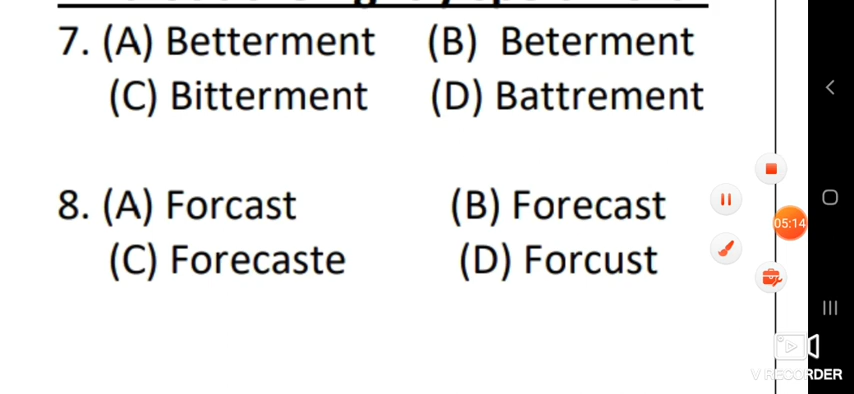 7. (A) Betterment (B) Beterment
(C) Bitterment (D) Battrement
8. (A) Forcast (B) Forecast
(C) Forecaste (D) Forcust
05:14
V RECORDER